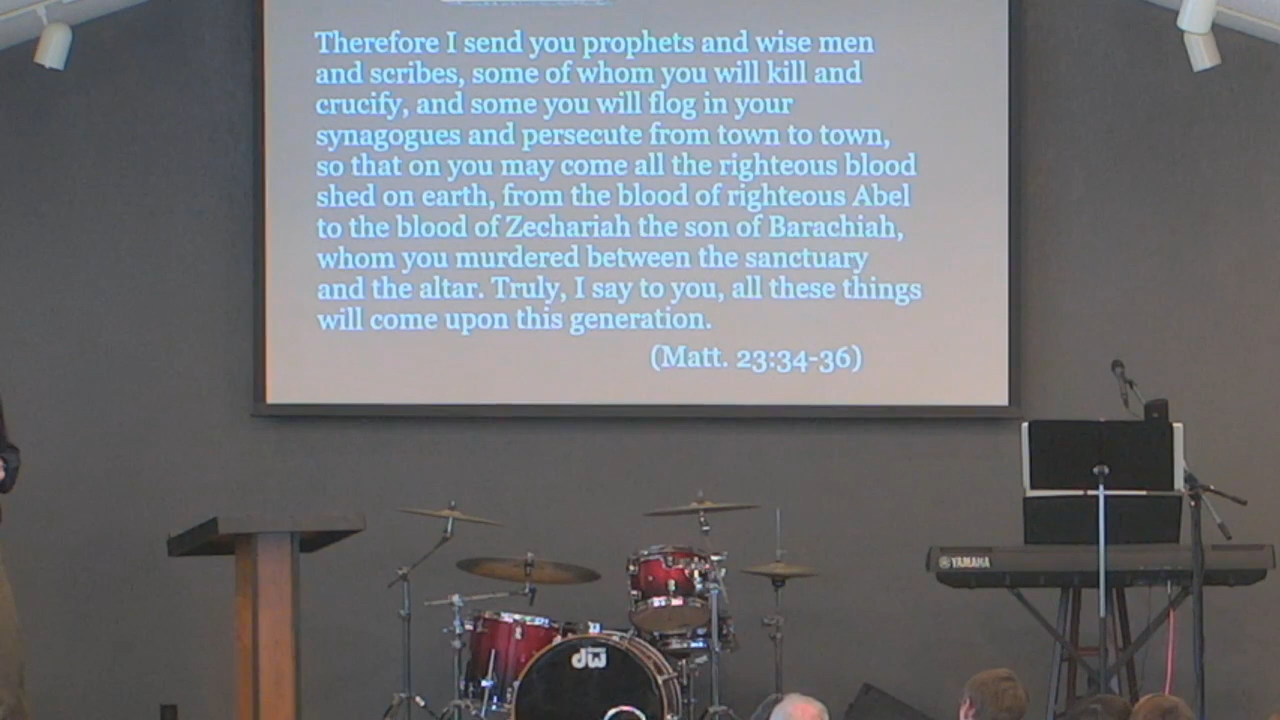 Therefore I send you prophets and wise men
and scribes, some of whom you will kill and
crucify, and some you will flog in your
synagogues and persecute from town to town,
so that on you may come all the righteous blood
shed on earth, from the blood of righteous Abel
to the blood of Zechariah the son of Barachiah,
whom you murdered between the sanctuary
and the altar. Truly, I say to you, all these things
will come upon this generation.
(Matt. 23:34-36)
YAMAHA
dw